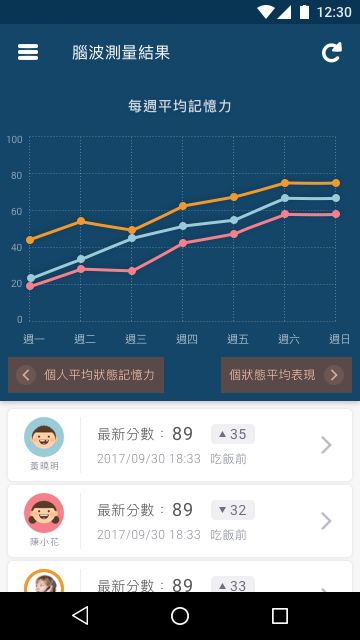 12:30
腦波測量結果
每週平均記憶力
100
80
60
40
20
0
週一 週二 週三 週四 週五 週六 週日
個人平均狀態記憶力 個狀態平均表現
最新分數： 89 35
2017/09/30 18:33 吃飯前
黃曉明
最新分數： 89 32
2017/09/30 18:33 吃飯前
陳小花
最新分數： 89 33